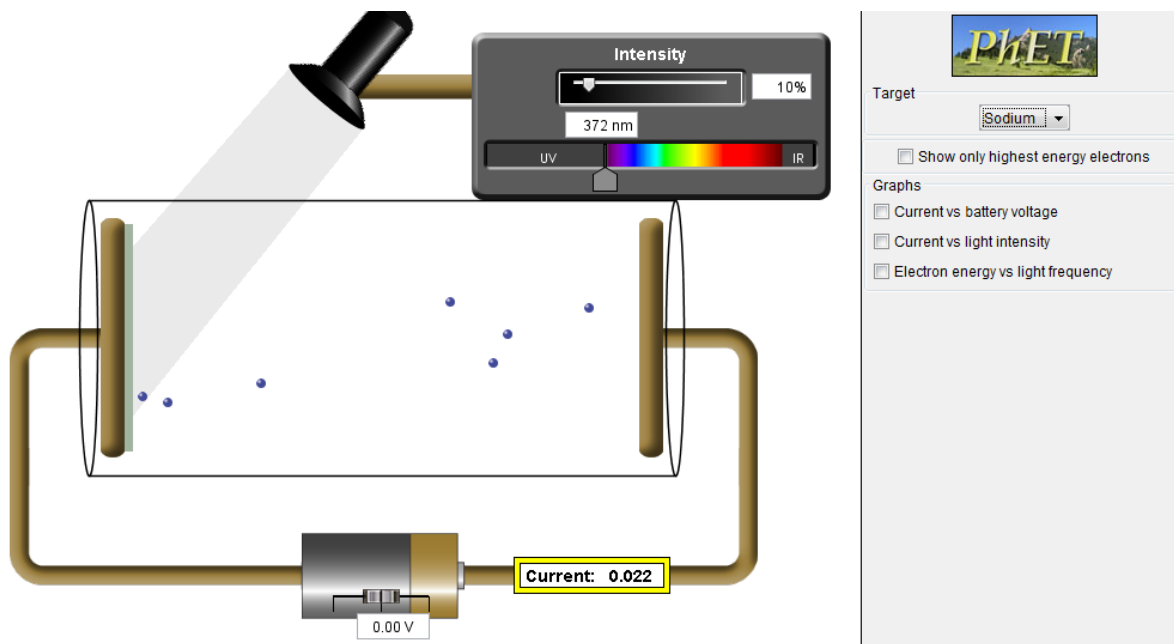 Intensity
10%
372 nm
UV
IR
PhET
Target
Sodium
Show only highest energy electrons
Graphs
Current vs battery voltage
Current vs light intensity
Electron energy vs light frequency
Current: 0.022
0.00 V